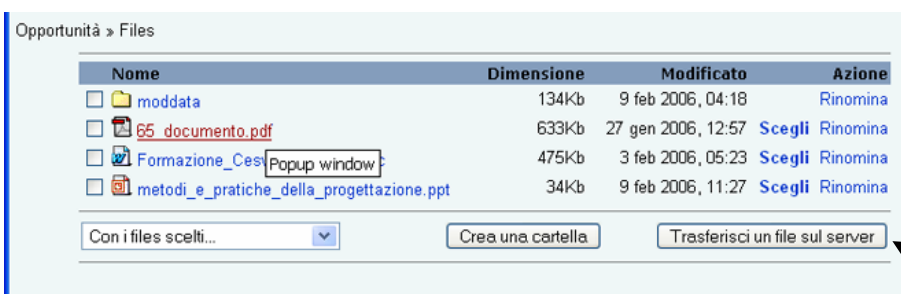 Opportunità » Files
Nome Dimensione Modificato Azione
moddata 134Kb 9 feb 2006, 04:18 Rinomina
65_documento.pdf 633Kb 27 gen 2006, 12:57 Scegli Rinomina
475Kb 3 feb 2006, 05:23 Scegli Rinomina
Popup window
metodi_e_pratiche_della_progettazione.ppt 34Kb 9 feb 2006, 11:27 Scegli Rinomina
Con i files scelti... Crea una cartella Trasferisci un file sul server